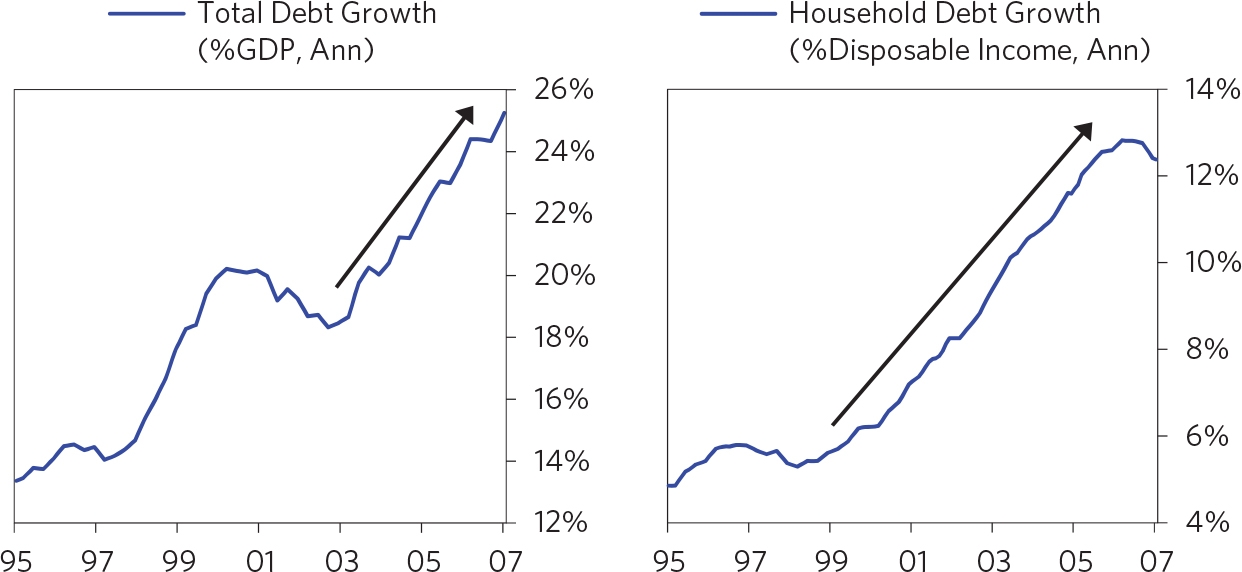 Total Debt Growth
(%GDP, Ann)
26%
24%
22%
20%
18%
16%
14%
12%
95 97 99 01 03 05 07
Household Debt Growth
(%Disposable Income, Ann)
14%
12%
10%
8%
6%
4%
95 97 99 01 03 05 07